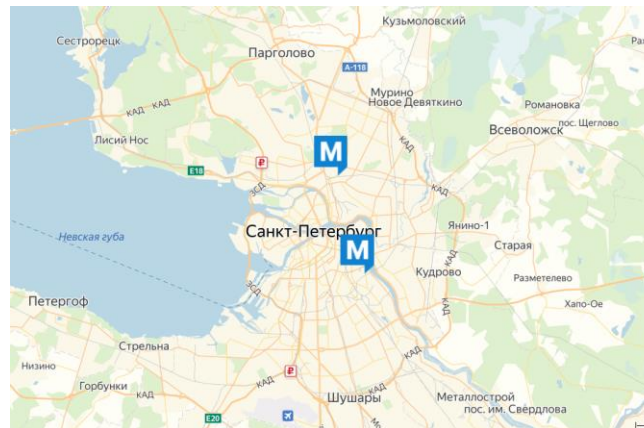 Кузьмоловский
Сестрорецк
Парголово
А-118
Мурино
Новое Девяткино
КАД
КАД
Романовка
пос. Щеглово
КАД
Всеволожск
Лисий Нос
М
₽
Е18
ЗСД
КАД
Санкт-Петербург
Янино-1
Невская губа
М
Старая
Кудрово
Разметелево
ЗСД
Хапо-Ое
Петергоф
Стрельна
КАД
Низино
₽
КАД
Горбунки
КАД
Шушары
Металлострой
пос. им. Свердлова
Е20